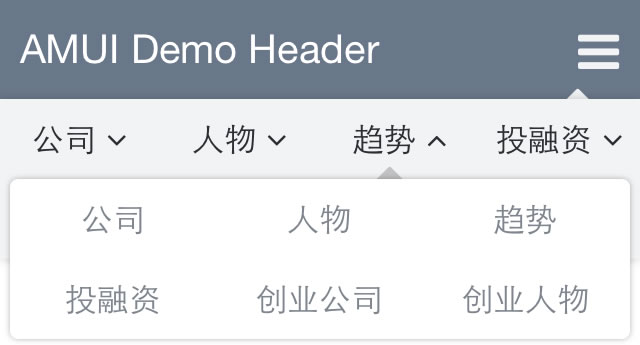 AMUI Demo Header
公司 人物 趋势 投融资
公司 人物 趋势
投融资 创业公司 创业人物